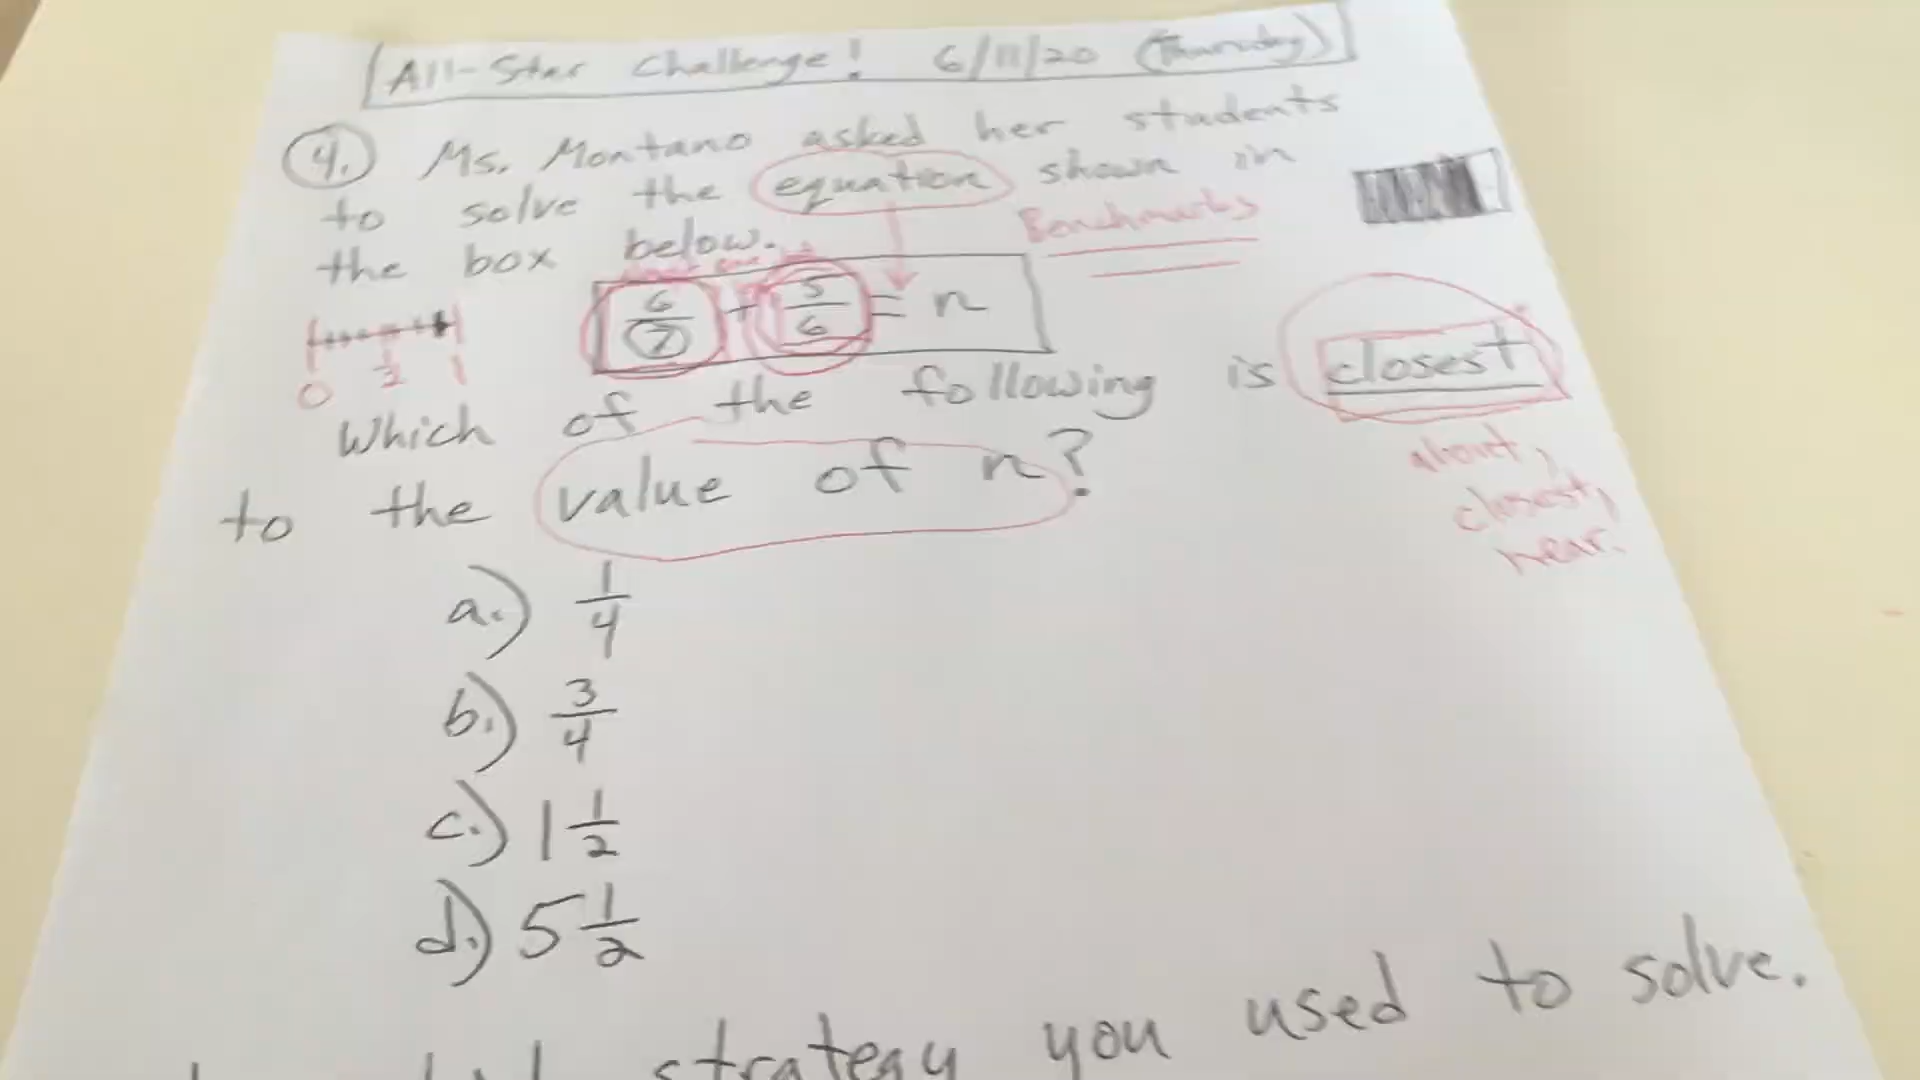 All-Star Challenge! 6/11/20 (Thursday)
4. Ms. Montano asked her students
to solve the equation shown in
the box below.
Benchmarks
6/7 + 5/6 = n
0 1/2 1
Which of the following is closest
to the value of n?
about,
closest,
near.
a.) 1/4
b.) 3/4
c.) 1 1/2
d.) 5 1/2
strategy you used to solve.